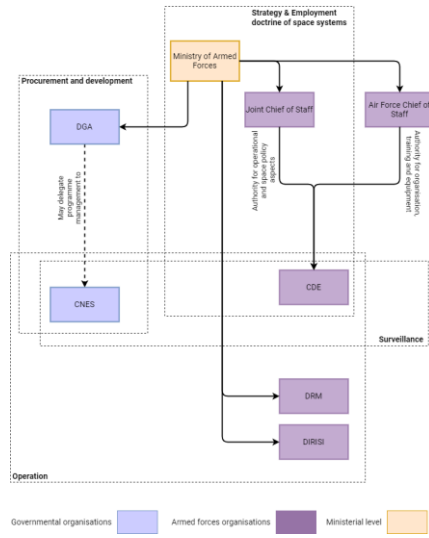 Strategy & Employment
doctrine of space systems
Ministry of Armed
Forces
Procurement and development
DGA
Joint Chief of Staff
Air Force Chief of
Staff
May delegate
programme
management to
Authority for operational
and space policy
aspects
Authority for organisation,
training and equipment
CNES
CDE
Surveillance
DRM
DIRISI
Operation
Governmental organisations
Armed forces organisations
Ministerial level